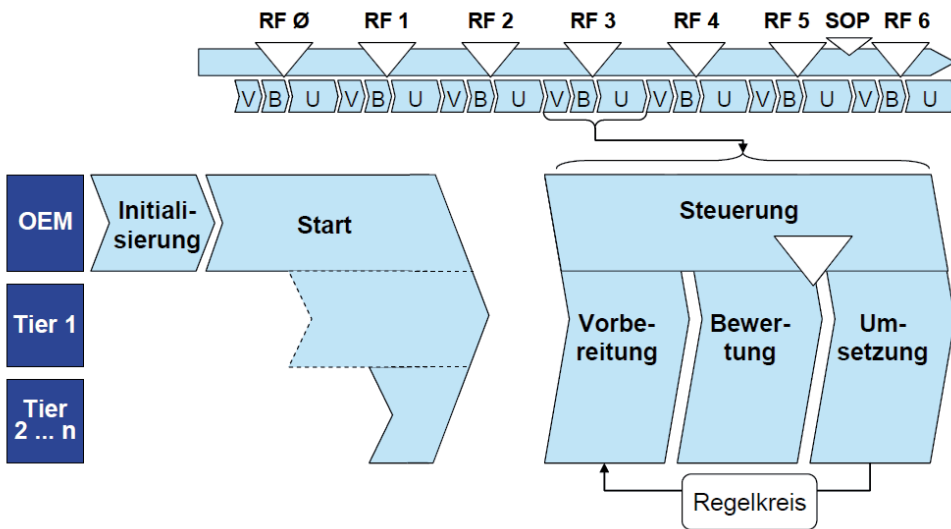 RF Ø RF 1 RF 2 RF 3 RF 4 RF 5 SOP RF 6
V B U V B U V B U V B U V B U V B U V B U
OEM
Initiali-
sierung
Start
Steuerung
Tier 1
Vorbe-
reitung
Bewer-
tung
Um-
setzung
Tier
2 ... n
Regelkreis